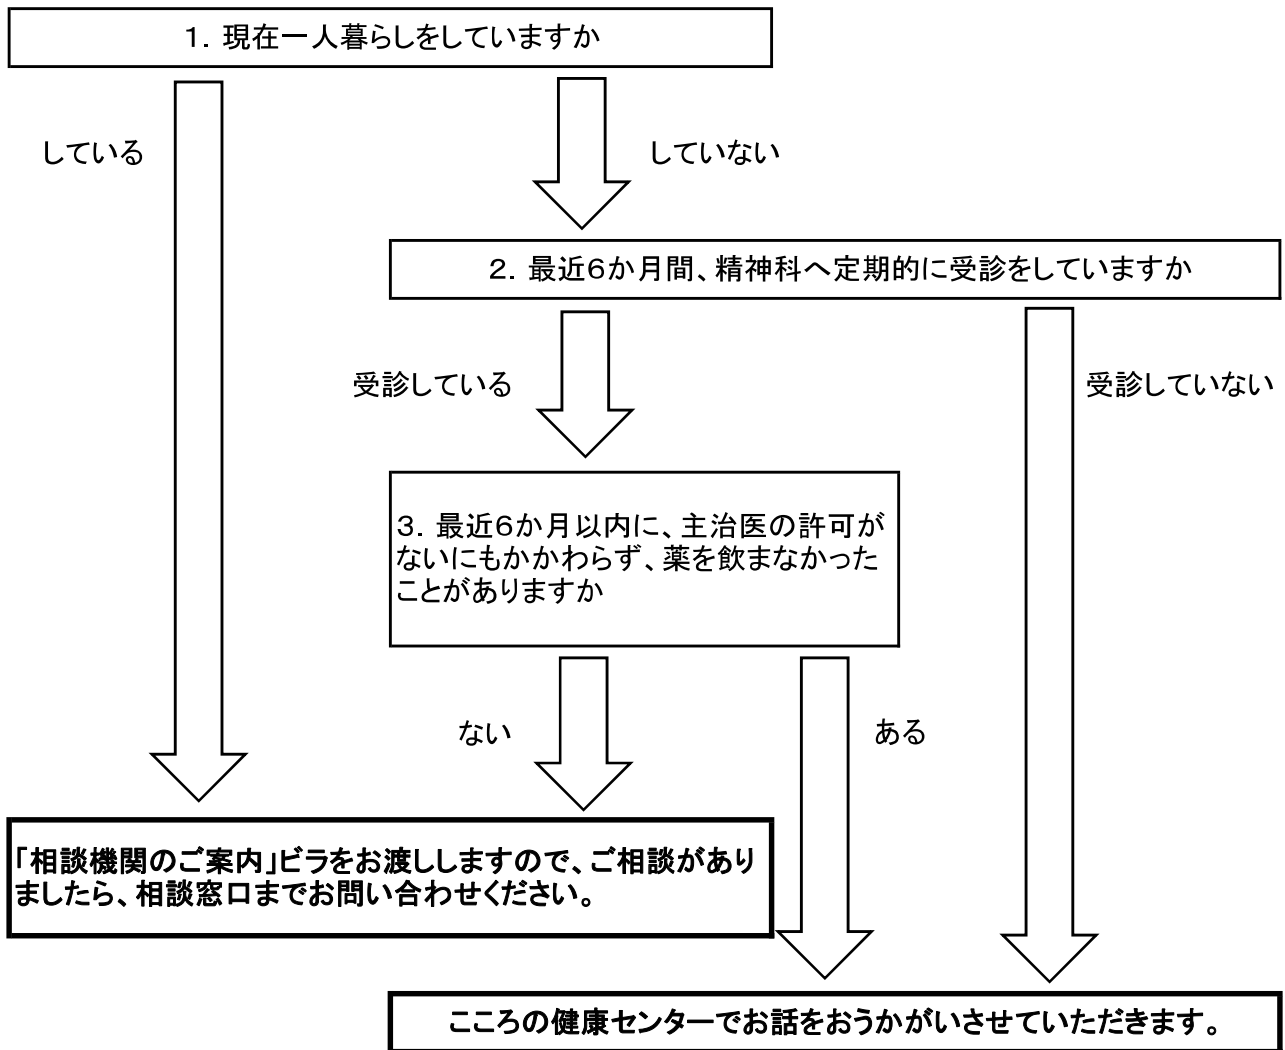 １．現在一人暮らしをしていますか
している
していない
２．最近６か月間、精神科へ定期的に受診をしていますか
受診している
受診していない
３．最近６か月以内に、主治医の許可が
ないにもかかわらず、薬を飲まなかった
ことがありますか
ない
ある
「相談機関のご案内」ビラをお渡ししますので、ご相談があり
ましたら、相談窓口までお問い合わせください。
こころの健康センターでお話をおうかがいさせていただきます。